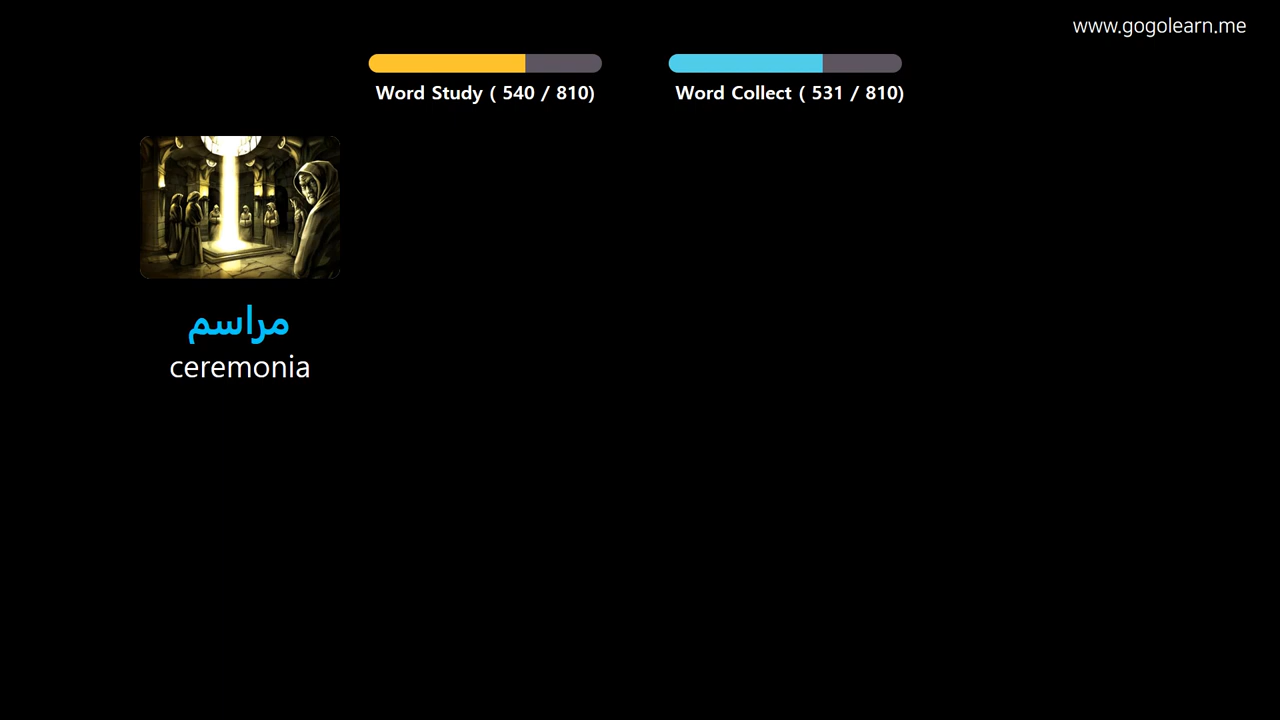 www.gogolearn.me
Word Study ( 540 / 810)
Word Collect ( 531 / 810)
مراسم
ceremonia